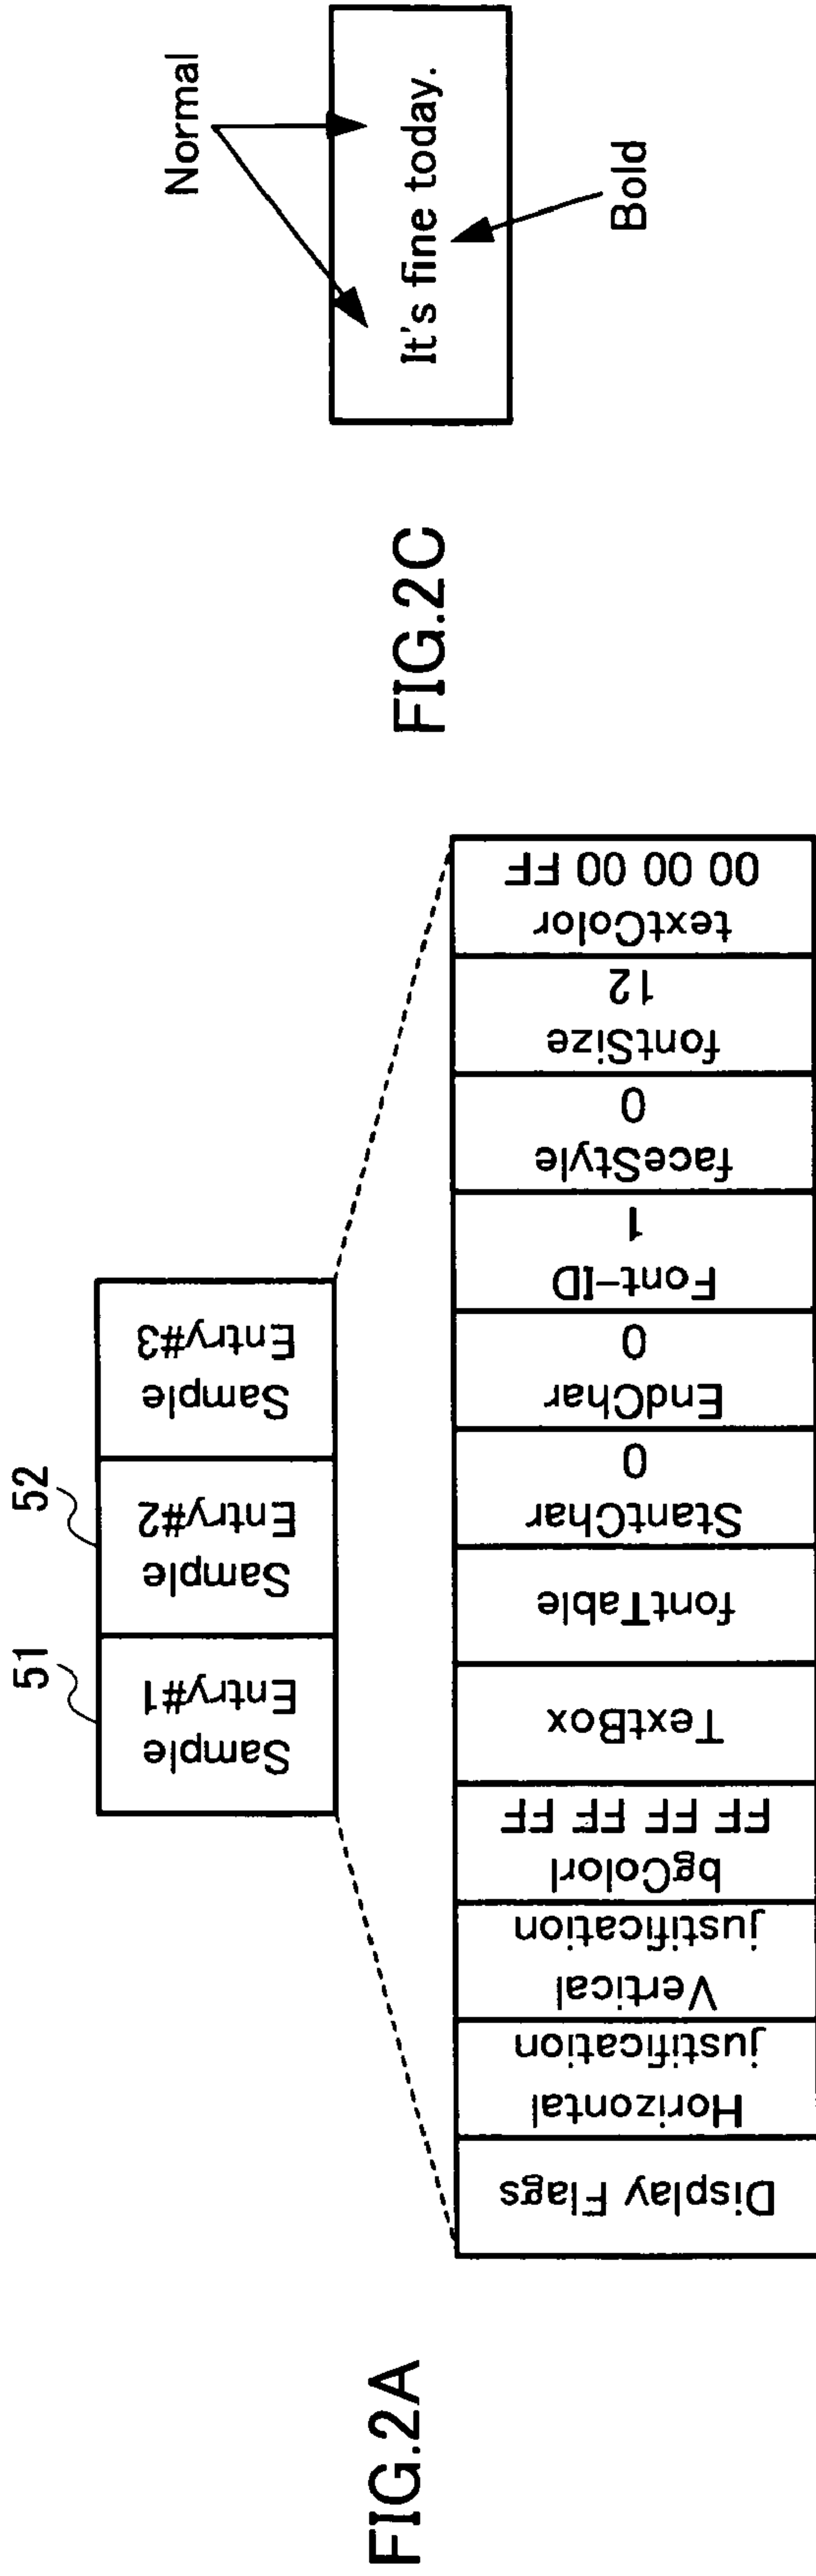 FIG.2A
51
52
Sample
Entry#1
Sample
Entry#2
Sample
Entry#3
Display Flags
Horizontal
justification
Vertical
justification
bgColorl
FF FF FF FF
TextBox
fontTable
StantChar
0
EndChar
0
Font-ID
1
faceStyle
0
fontSize
12
textColor
00 00 00 FF
FIG.2C
Normal
It's fine today.
Bold